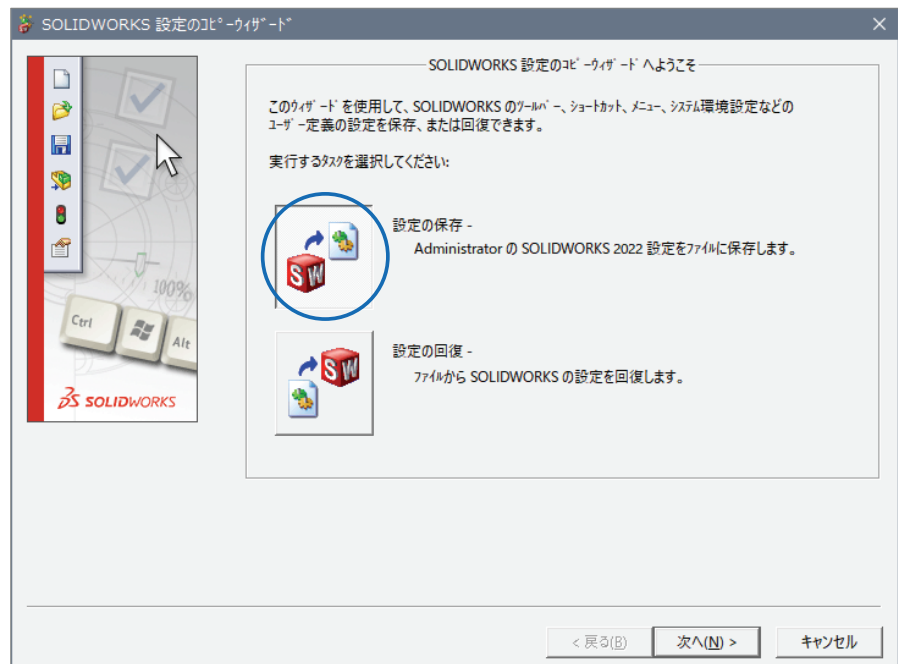 SOLIDWORKS 設定のｺﾋﾟｰｳｨｻﾞｰﾄﾞ
SOLIDWORKS 設定のｺﾋﾟｰｳｨｻﾞｰﾄﾞへようこそ
このｳｨｻﾞｰﾄﾞを使用して、SOLIDWORKS のﾂｰﾙﾊﾞｰ、ｼｮｰﾄｶｯﾄ、ﾒﾆｭｰ、ｼｽﾃﾑ環境設定などの
ﾕｰｻﾞｰ定義の設定を保存、または回復できます。
実行するﾀｽｸを選択してください:
設定の保存 -
Administrator の SOLIDWORKS 2022 設定をﾌｧｲﾙに保存します。
SW
設定の回復 -
ﾌｧｲﾙから SOLIDWORKS の設定を回復します。
SW
100%
Ctrl
Alt
SOLIDWORKS
< 戻る(B)
次へ(N) >
キャンセル